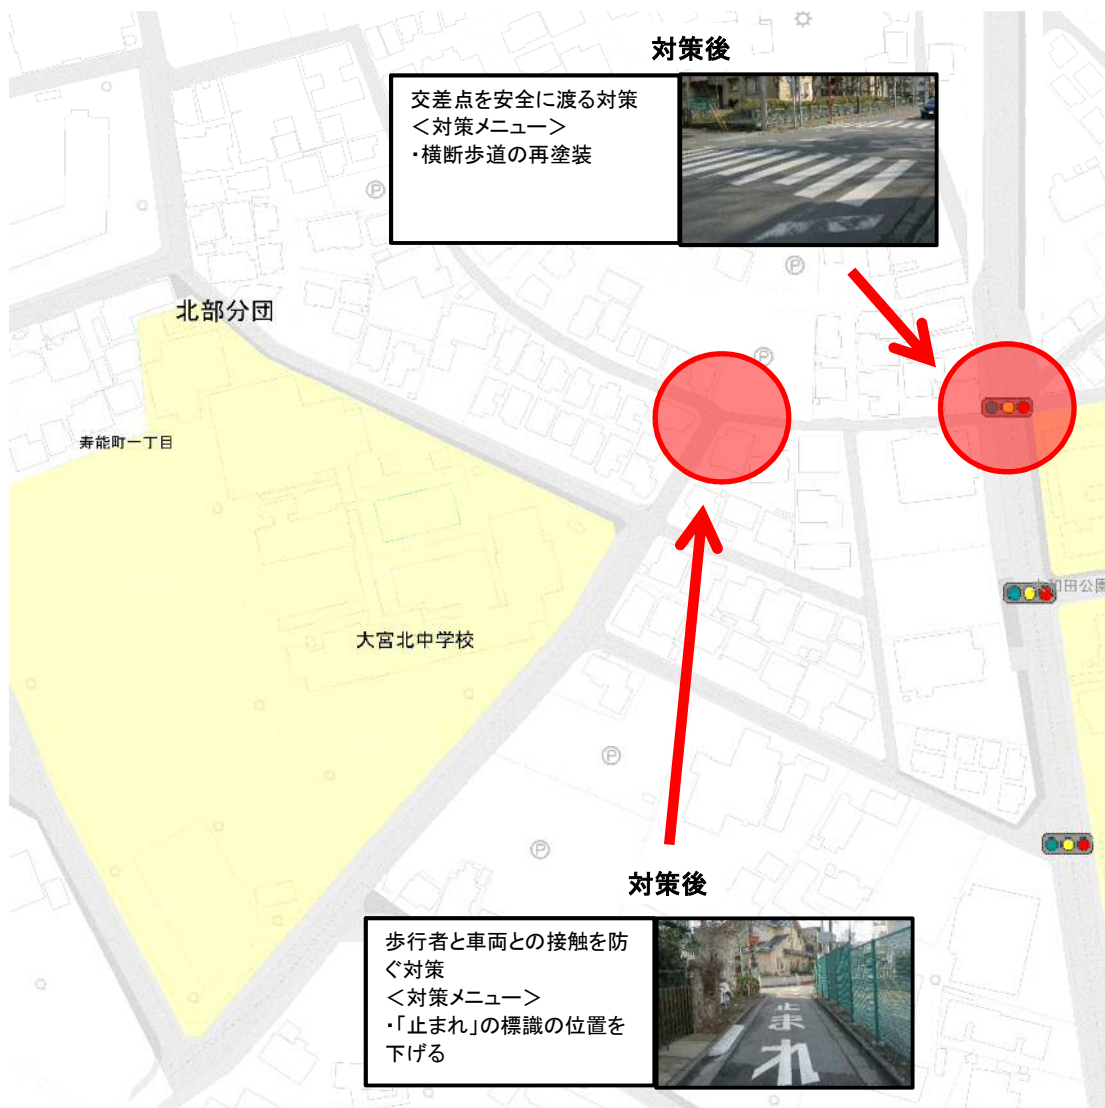 対策後
交差点を安全に渡る対策
＜対策メニュー＞
・横断歩道の再塗装
Ⓟ
Ⓟ
北部分団
Ⓟ
寿能町一丁目
和田公園
大宮北中学校
Ⓟ
Ⓟ
対策後
歩行者と車両との接触を防
ぐ対策
＜対策メニュー＞
・「止まれ」の標識の位置を
下げる
止
ま
れ